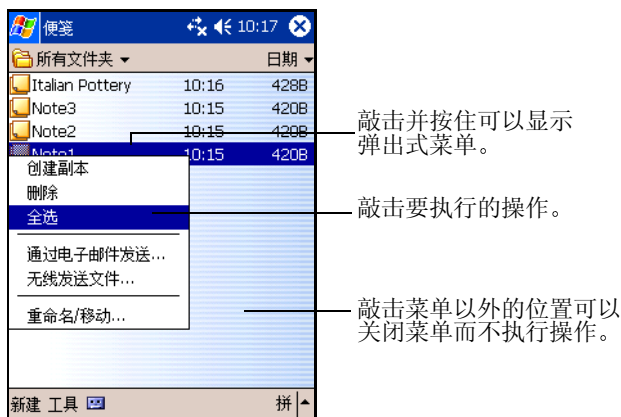 便笺 10:17
所有文件夹 日期
Italian Pottery 10:16 428B
Note3 10:15 420B
Note2 10:15 420B
Note1 10:15 420B
创建副本
删除
全选
通过电子邮件发送...
无线发送文件...
重命名/移动...
新建 工具 拼
敲击并按住可以显示
弹出式菜单。
敲击要执行的操作。
敲击菜单以外的位置可以
关闭菜单而不执行操作。